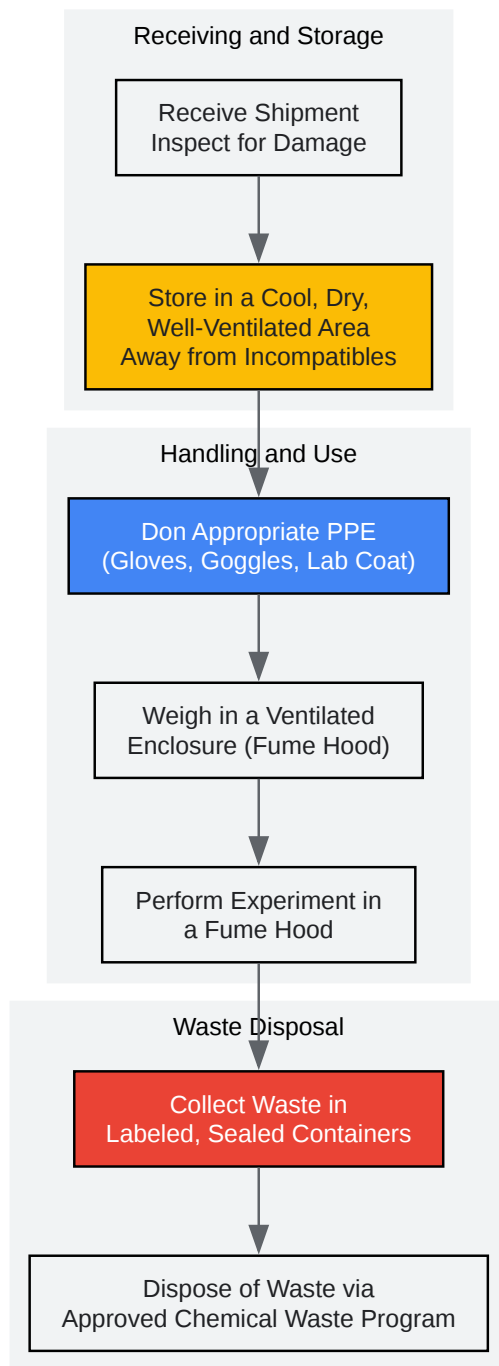 Receiving and Storage
Receive Shipment
Inspect for Damage
Store in a Cool, Dry,
Well-Ventilated Area
Away from Incompatibles
Handling and Use
Don Appropriate PPE
(Gloves, Goggles, Lab Coat)
Weigh in a Ventilated
Enclosure (Fume Hood)
Perform Experiment in
a Fume Hood
Waste Disposal
Collect Waste in
Labeled, Sealed Containers
Dispose of Waste via
Approved Chemical Waste Program